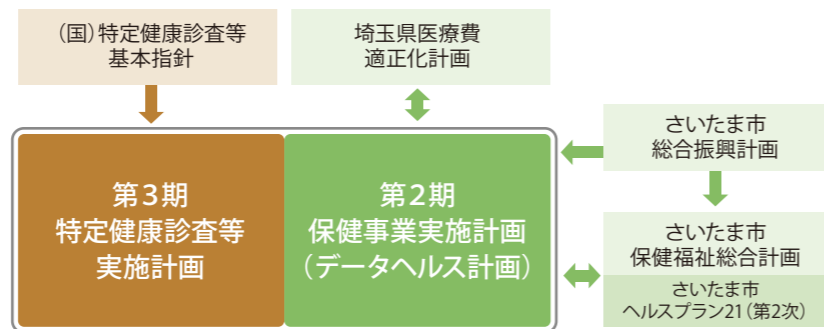 (国)特定健康診査等
基本指針
埼玉県医療費
適正化計画
第3期
特定健康診査等
実施計画
第2期
保健事業実施計画
(データヘルス計画)
さいたま市
総合振興計画
さいたま市
保健福祉総合計画
さいたま市
ヘルスプラン21(第2次)